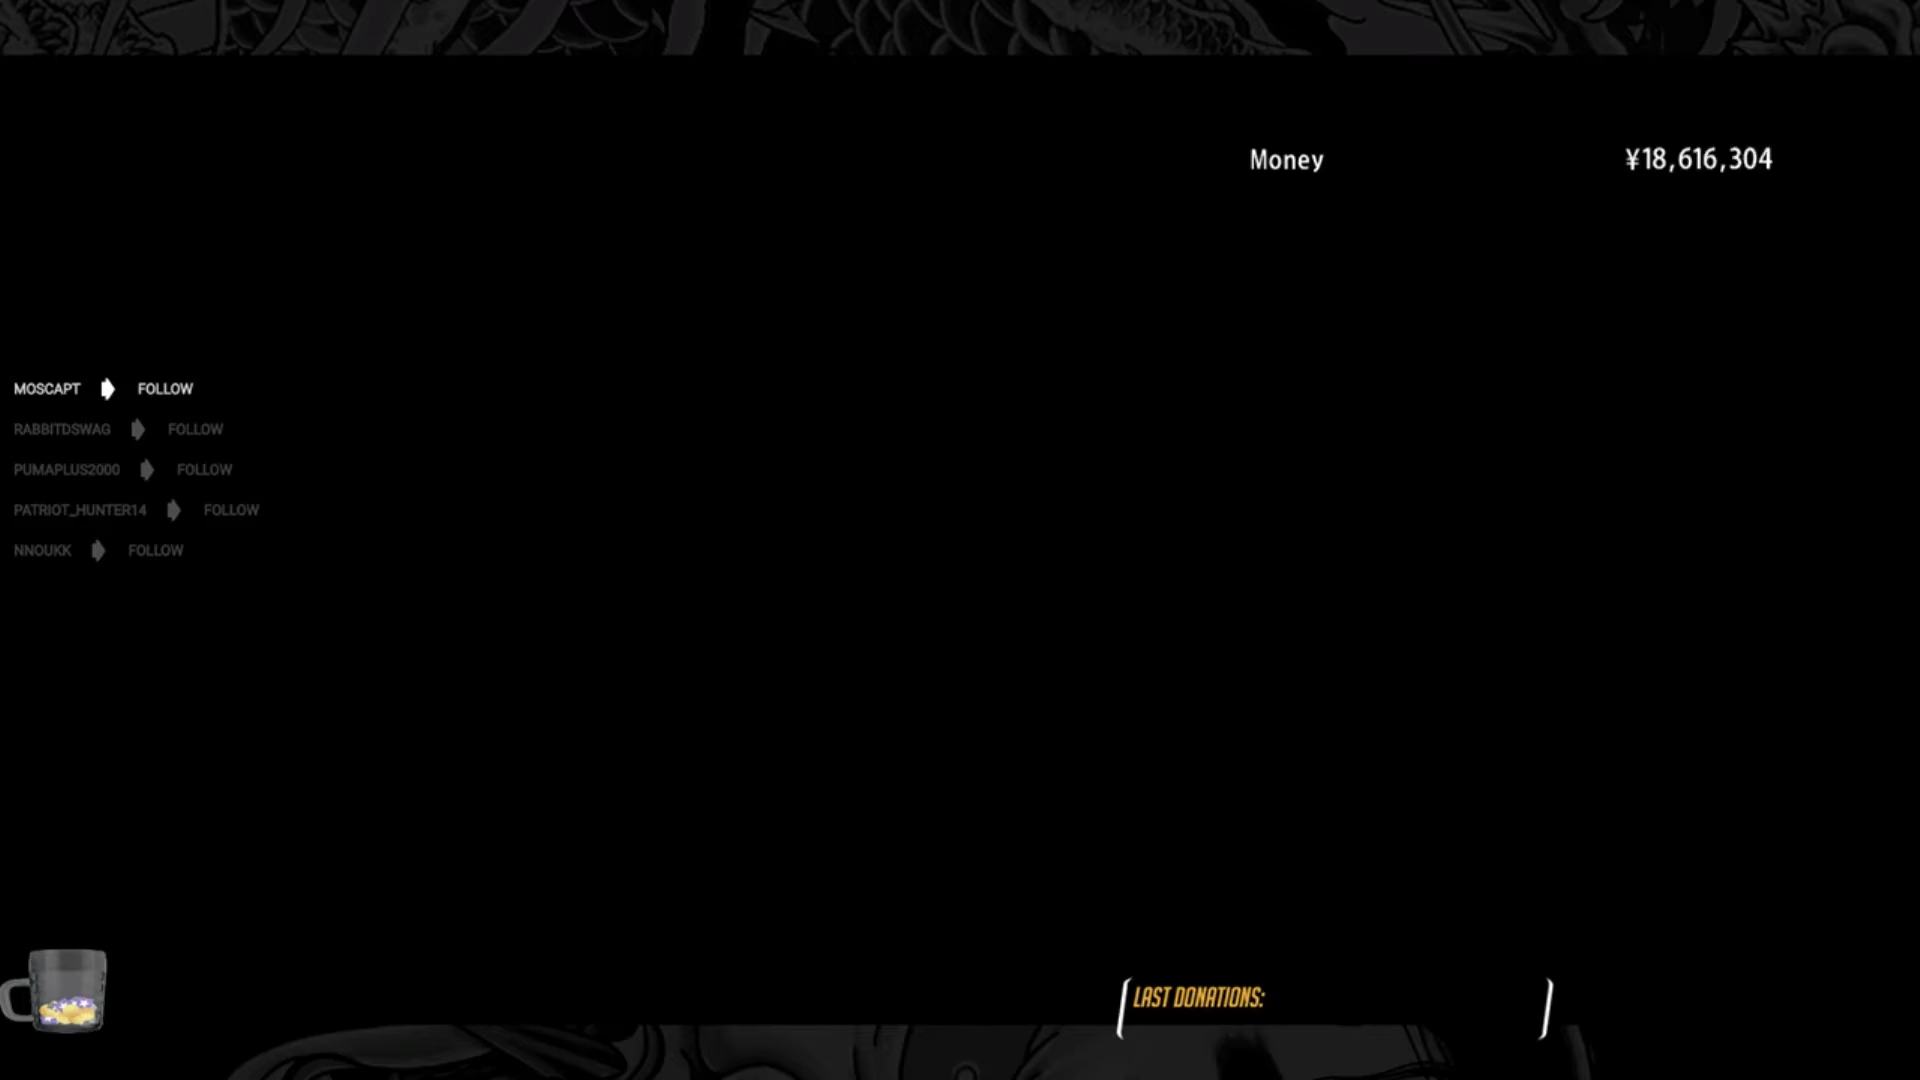 Money ¥18,616,304
MOSCAPT FOLLOW
RABBITDSWAG FOLLOW
PUMAPLUS2000 FOLLOW
PATRIOT_HUNTER14 FOLLOW
NNOUKK FOLLOW
LAST DONATIONS: